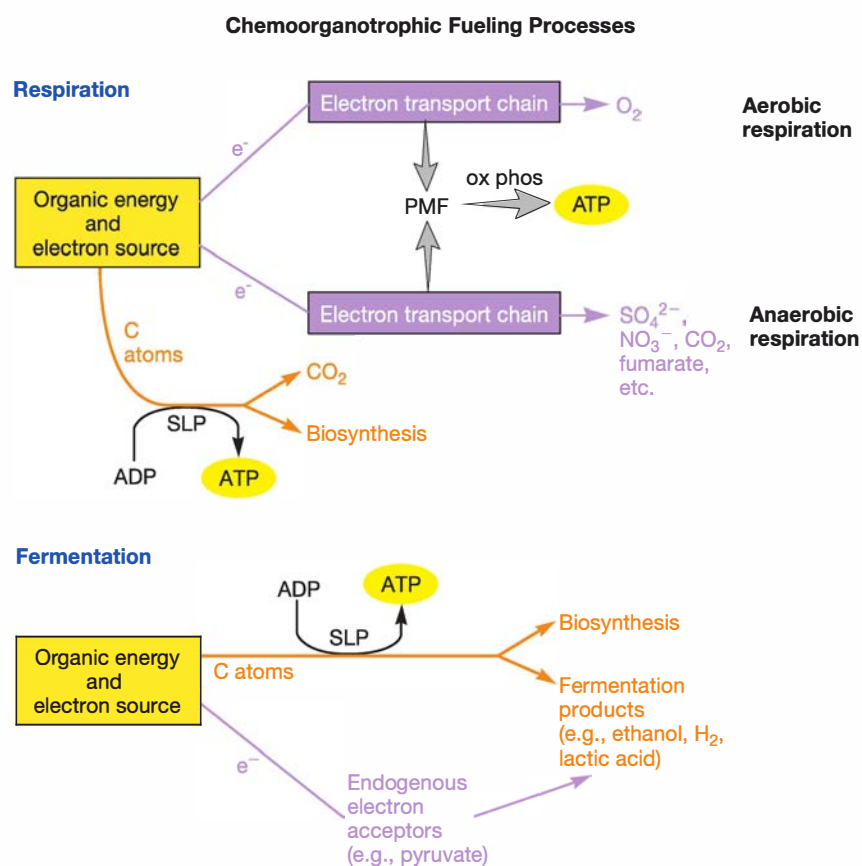 Chemoorganotrophic Fueling Processes
Respiration
Electron transport chain
O₂
Aerobic
respiration
e⁻
ox phos
Organic energy
and
electron source
PMF
ATP
e⁻
Electron transport chain
SO₄²⁻,
NO₃⁻, CO₂,
fumarate,
etc.
Anaerobic
respiration
C
atoms
CO₂
SLP
Biosynthesis
ADP
ATP
Fermentation
ADP
ATP
SLP
Biosynthesis
Organic energy
and
electron source
C atoms
Fermentation
products
(e.g., ethanol, H₂,
lactic acid)
e⁻
Endogenous
electron
acceptors
(e.g., pyruvate)